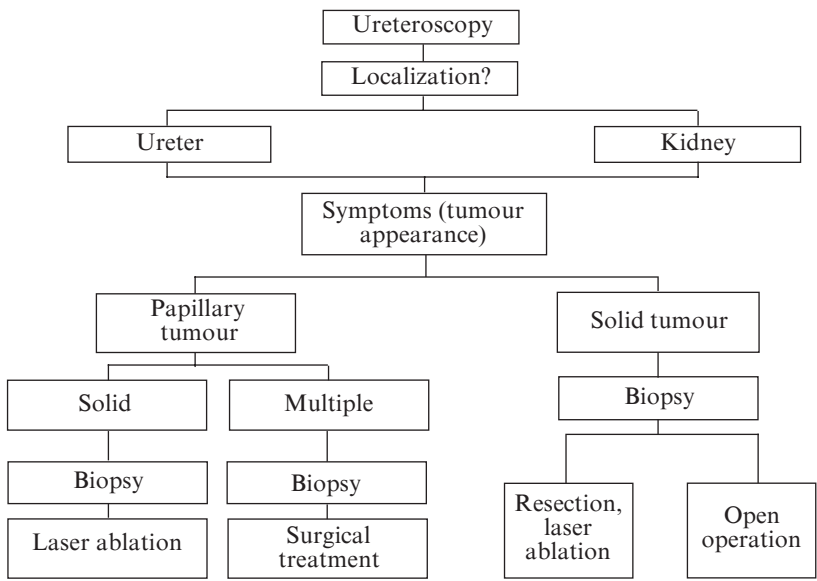 Ureteroscopy
Localization?
Ureter
Kidney
Symptoms (tumour
appearance)
Papillary
tumour
Solid tumour
Solid
Multiple
Biopsy
Biopsy
Biopsy
Laser ablation
Surgical
treatment
Resection,
laser
ablation
Open
operation